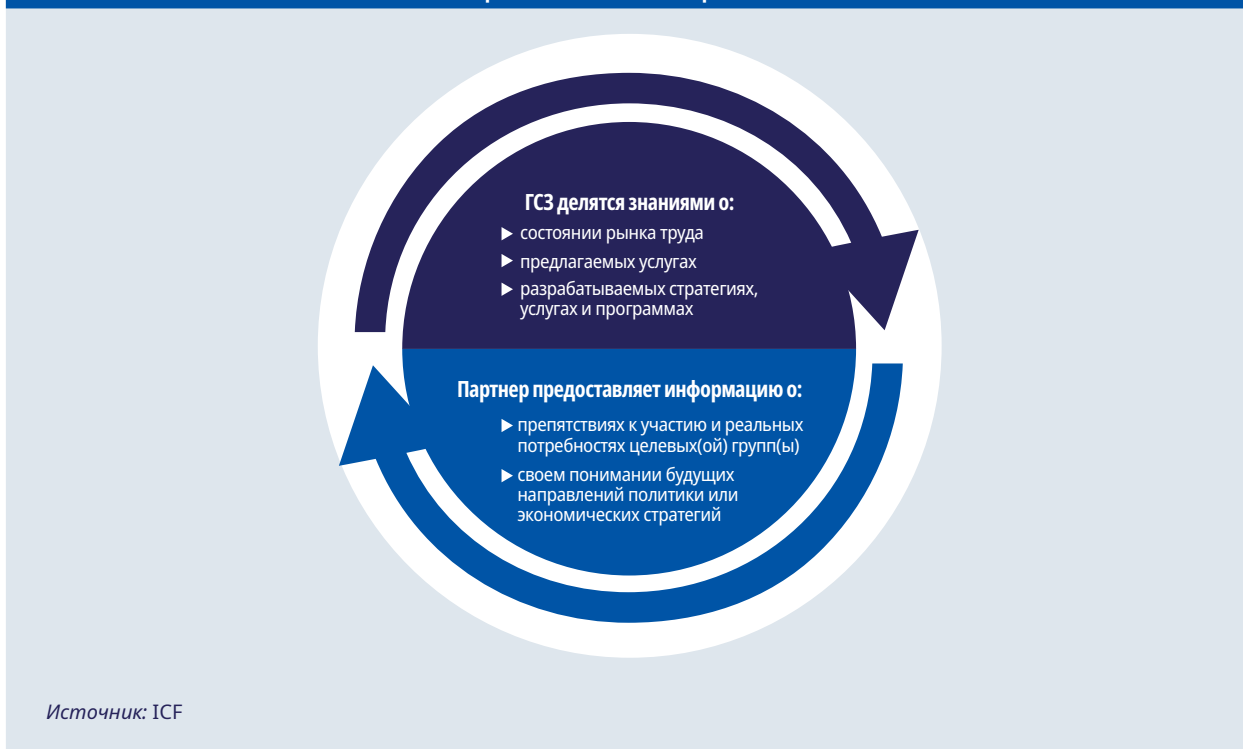 ГСЗ делятся знаниями о:
▶ состоянии рынка труда
▶ предлагаемых услугах
▶ разрабатываемых стратегиях,
услугах и программах
Партнер предоставляет информацию о:
▶ препятствиях к участию и реальных
потребностях целевых(ой) групп(ы)
▶ своем понимании будущих
направлений политики или
экономических стратегий
Источник: ICF